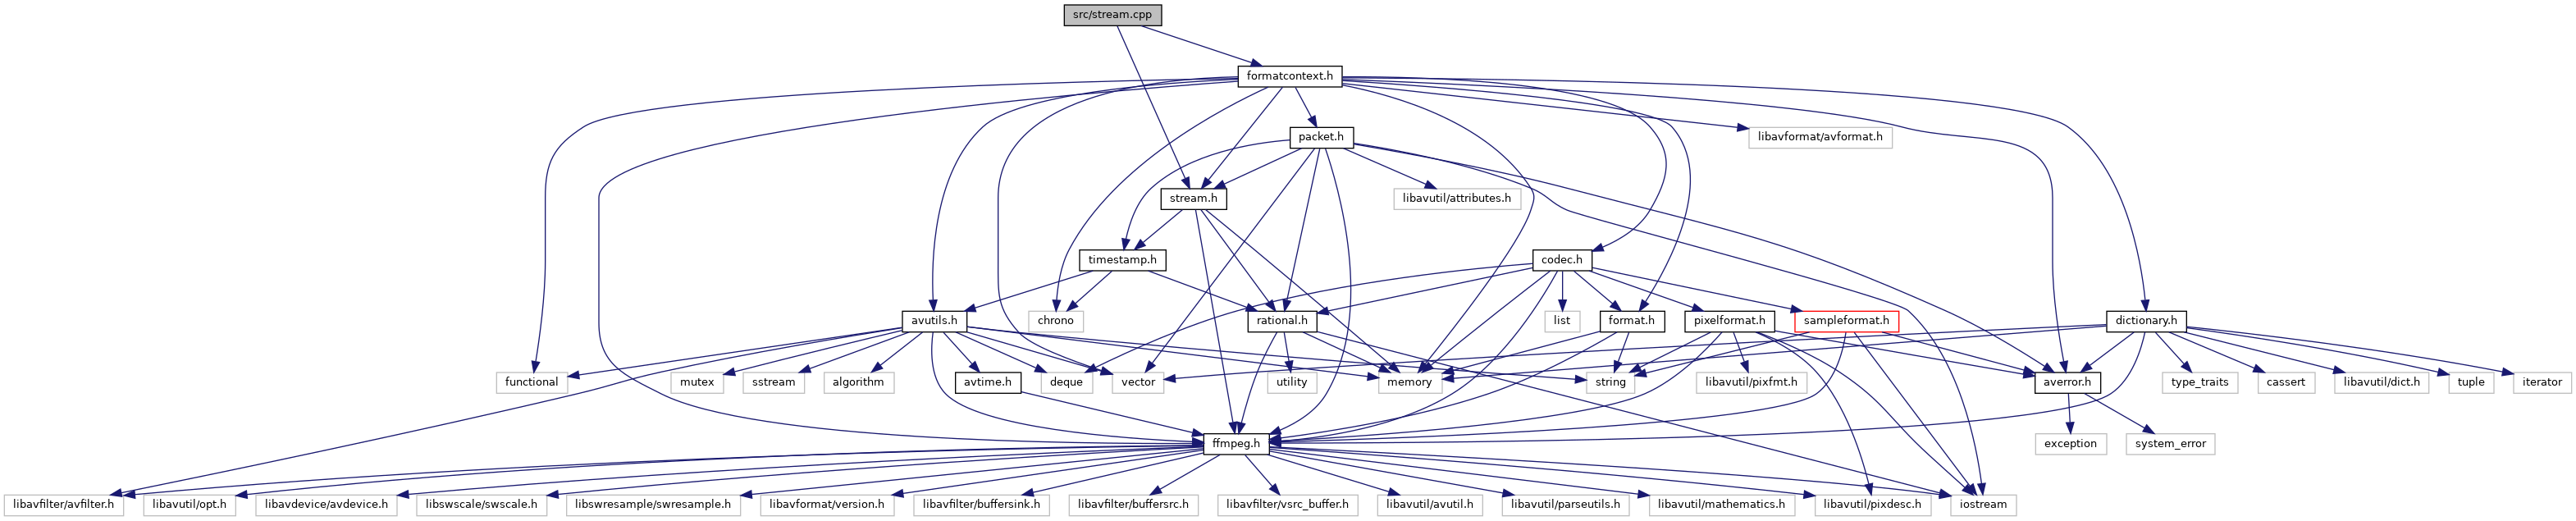 src/stream.cpp
formatcontext.h
packet.h
libavformat/avformat.h
stream.h
libavutil/attributes.h
timestamp.h
codec.h
avutils.h
chrono
rational.h
list
format.h
pixelformat.h
sampleformat.h
dictionary.h
functional
mutex
sstream
algorithm
avtime.h
deque
vector
utility
memory
string
libavutil/pixfmt.h
averror.h
type_traits
cassert
libavutil/dict.h
tuple
iterator
ffmpeg.h
exception
system_error
libavfilter/avfilter.h
libavutil/opt.h
libavdevice/avdevice.h
libswscale/swscale.h
libswresample/swresample.h
libavformat/version.h
libavfilter/buffersink.h
libavfilter/buffersrc.h
libavfilter/vsrc_buffer.h
libavutil/avutil.h
libavutil/parseutils.h
libavutil/mathematics.h
libavutil/pixdesc.h
iostream